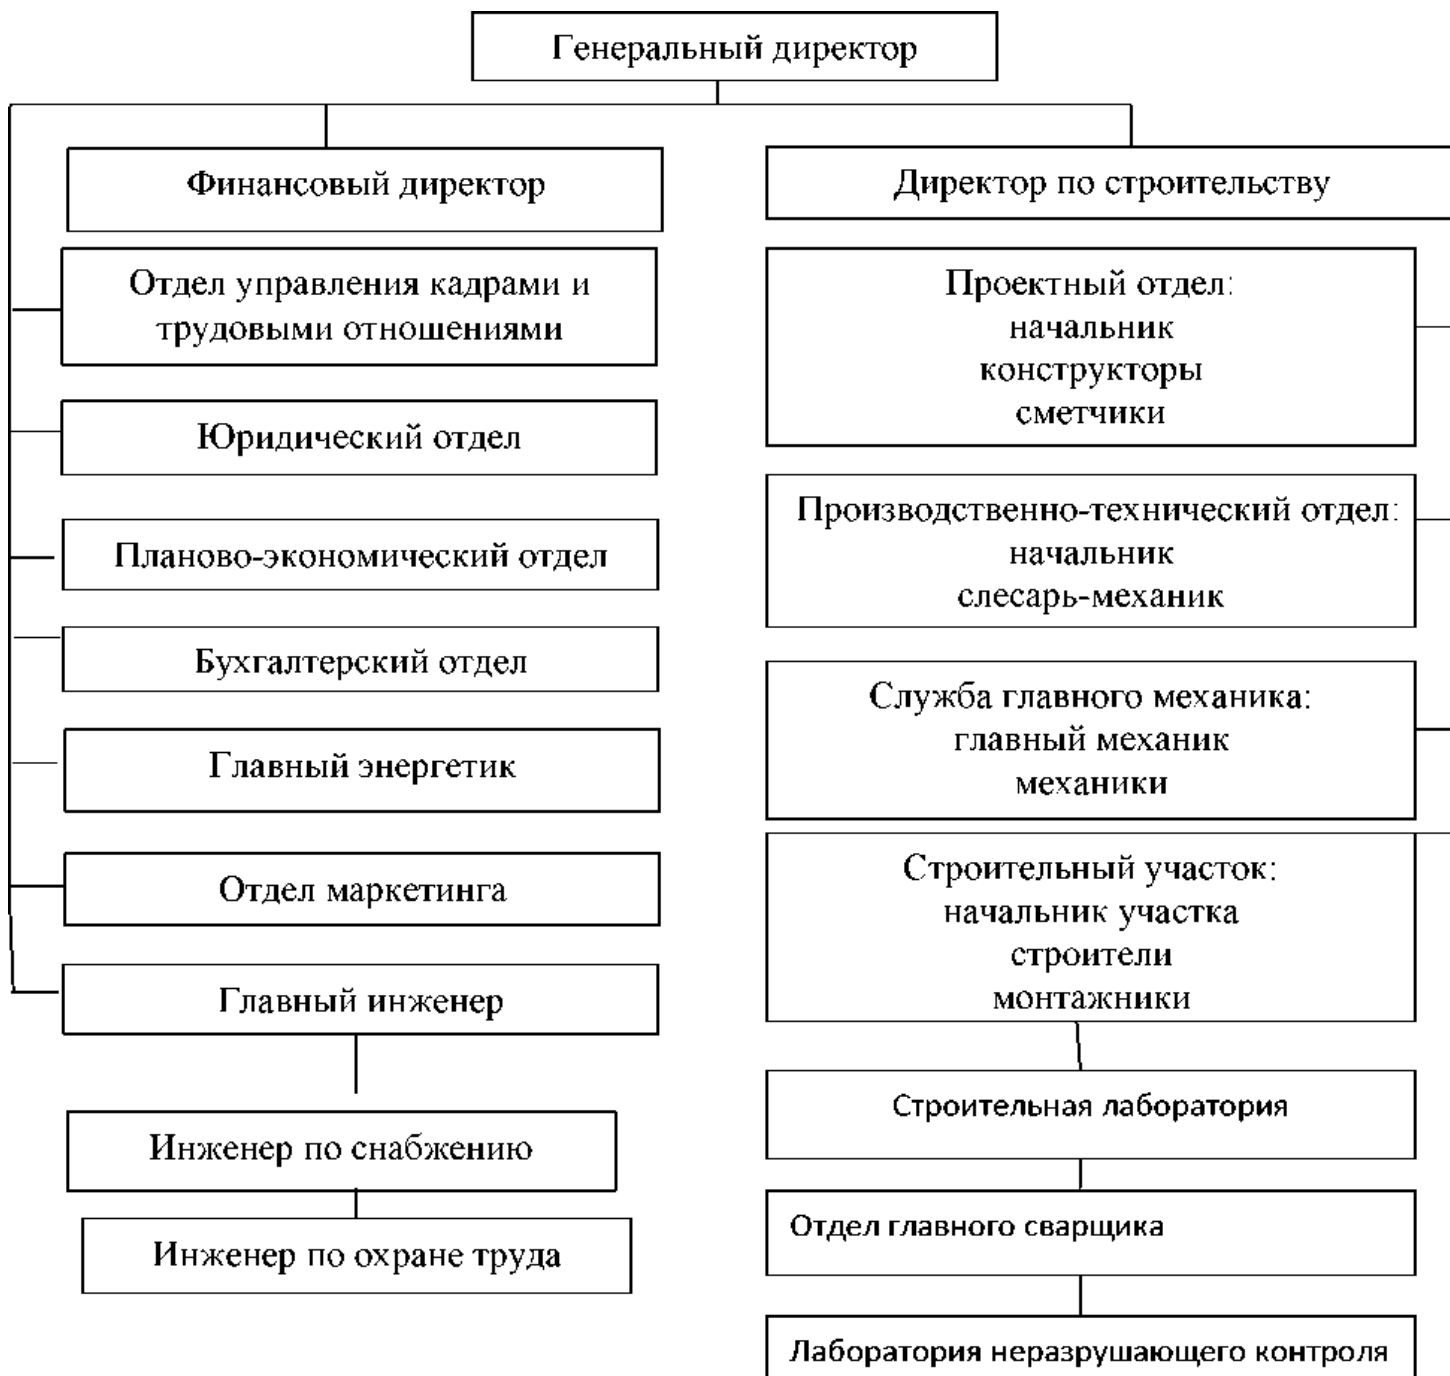 Генеральный директор
Финансовый директор
Отдел управления кадрами и
трудовыми отношениями
Юридический отдел
Планово-экономический отдел
Бухгалтерский отдел
Главный энергетик
Отдел маркетинга
Главный инженер
Инженер по снабжению
Инженер по охране труда
Директор по строительству
Проектный отдел:
начальник
конструкторы
сметчики
Производственно-технический отдел:
начальник
слесарь-механик
Служба главного механика:
главный механик
механики
Строительный участок:
начальник участка
строители
монтажники
Строительная лаборатория
Отдел главного сварщика
Лаборатория неразрушающего контроля